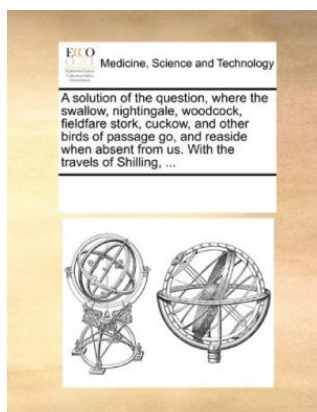 ECCO
Medicine, Science and Technology
A solution of the question, where the
swallow, nightingale, woodcock,
fieldfare stork, cuckow, and other
birds of passage go, and reaside
when absent from us. With the
travels of Shilling, ...